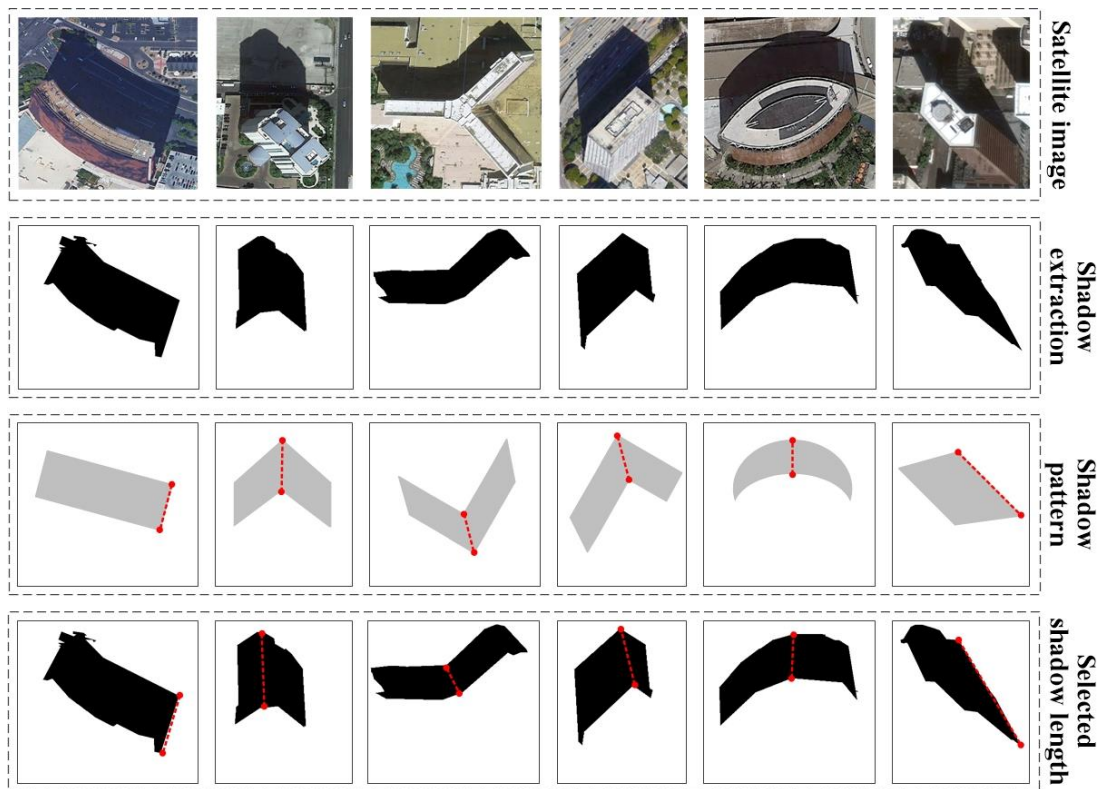 Satellite image
Shadow
extraction
Shadow
pattern
Selected
shadow length